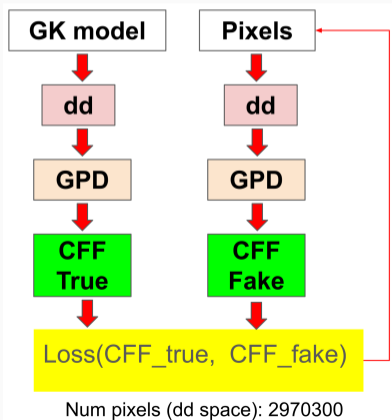 GK model
Pixels
dd
dd
GPD
GPD
CFF
True
CFF
Fake
Loss(CFF_true, CFF_fake)
Num pixels (dd space): 2970300